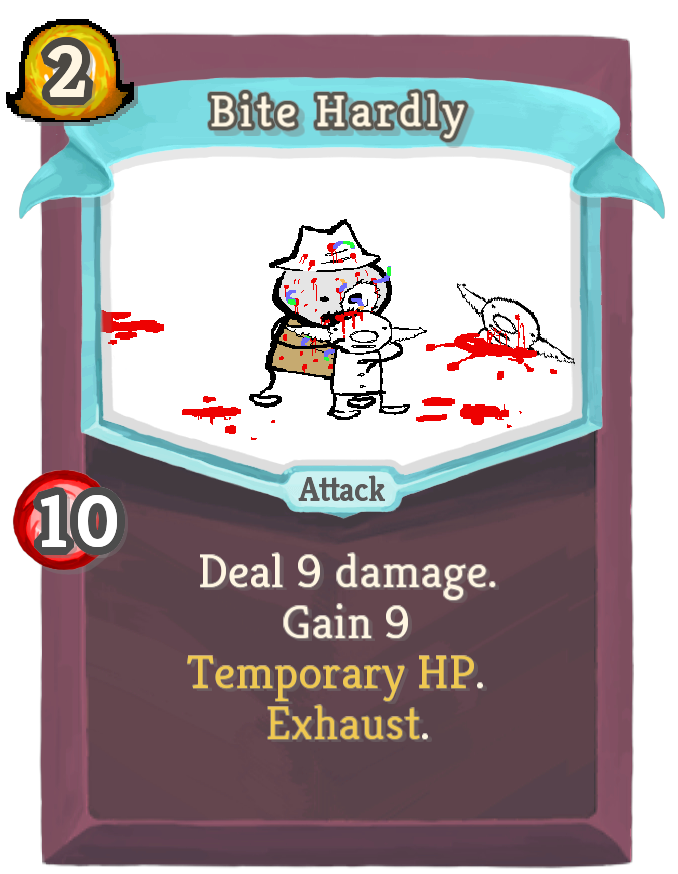 2
Bite Hardly
Attack
10
Deal 9 damage.
Gain 9
Temporary HP.
Exhaust.